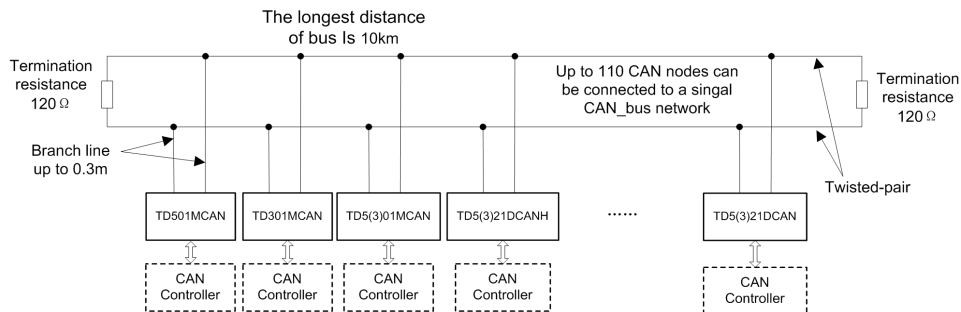 The longest distance
of bus Is 10km
Termination
resistance
120Ω
Up to 110 CAN nodes can
be connected to a singal
CAN_bus network
Termination
resistance
120Ω
Branch line
up to 0.3m
Twisted-pair
TD501MCAN
TD301MCAN
TD5(3)01MCAN
TD5(3)21DCANH
......
TD5(3)21DCAN
CAN
Controller
CAN
Controller
CAN
Controller
CAN
Controller
CAN
Controller